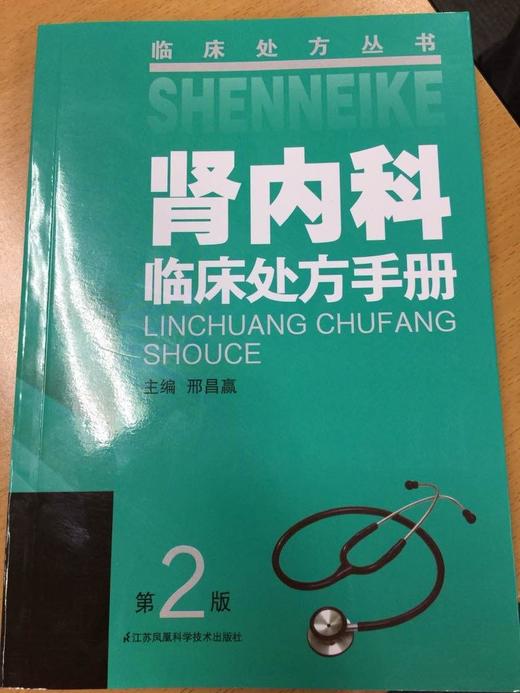 临床处方丛书
SHENNEIKE
肾内科
临床处方手册
LINCHUANG CHUFANG
SHOUCE
主编 邢昌赢
第2版
江苏凤凰科学技术出版社